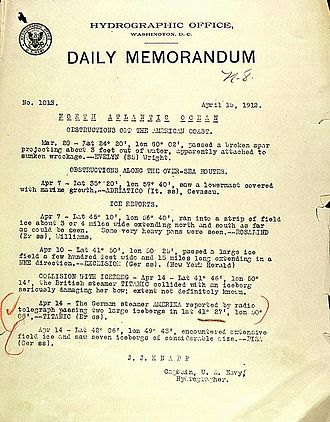 HYDROGRAPHIC OFFICE,
WASHINGTON, D. C.
DAILY MEMORANDUM
N. S.
No. 1013.
April 15, 1912.
NORTH ATLANTIC OCEAN
OBSTRUCTIONS OFF THE AMERICAN COAST.
Mar. 28 - Lat 24° 20', lon 80° 02', passed a broken spar
projecting about 3 feet out of water, apparently attached to
sunken wreckage.--EVELYN (SS) Wright.
OBSTRUCTIONS ALONG THE OVER-SEA ROUTES.
Apr 7 - Lat 35° 20', lon 59° 40', saw a lowermast covered
with marine growth.--ADRIATICO (It. ss), Cevascu.
ICE REPORTS.
Apr 7 - Lat 45° 10', lon 56° 40', ran into a strip of field
ice about 3 or 4 miles wide extending north and south as far
as could be seen. Some very heavy pans were seen.--ROSALIND
(Br ss), Williams.
Apr 10 - Lat 41° 50', lon 50° 25', passed a large ice
field a few hundred feet wide and 15 miles long extending in a
NNE direction.--EXCELSIOR (Ger ss). (New York Herald)
COLLISION WITH ICEBERG - Apr 14 - Lat 41° 46', lon 50°
14', the British steamer TITANIC collided with an iceberg
seriously damaging her bow; extent not definitely known.
Apr 14 - The German steamer AMERIKA reported by radio
telegraph passing two large icebergs in lat 41° 27', lon 50°
08',--TITANIC (Br ss).
Apr 14 - Lat 42° 06', lon 49° 43', encountered extensive
field ice and saw seven icebergs of considerable size.--PISA
(Ger ss).
J. J. KNAPP
Captain, U. S. Navy,
Hydrographer.